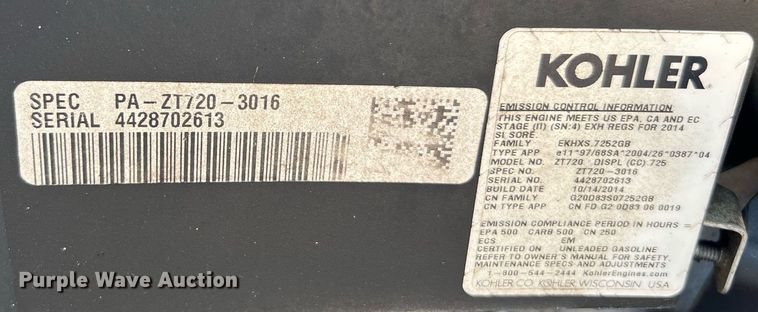 SPEC PA-ZT720-3016
SERIAL 4428702613
KOHLER
EMISSION CONTROL INFORMATION
THIS ENGINE MEETS US EPA, CA AND EC
STAGE (II) (SN:4) EXH REGS FOR 2014
SI SORE.
FAMILY EKHXS.7252GB
TYPE APP e11*97/68SA*2004/26*0387*04
MODEL NO. ZT720 DISPL (CC) 725
SPEC NO. ZT720-3016
SERIAL NO. 4428702613
BUILD DATE 10/14/2014
CN FAMILY G20D83S07252GB
CN TYPE APP CN FD G2 0D83 06 0019
EMISSION COMPLIANCE PERIOD IN HOURS =
EPA 500 CARB 500 CN 250
ECS EM
CERTIFIED ON UNLEADED GASOLINE
REFER TO OWNER'S MANUAL FOR SAFETY,
MAINTENANCE SPECS AND ADJUSTMENTS
1-800-544-2444 KohlerEngines.com
KOHLER CO. KOHLER, WISCONSIN USA
Purple Wave Auction